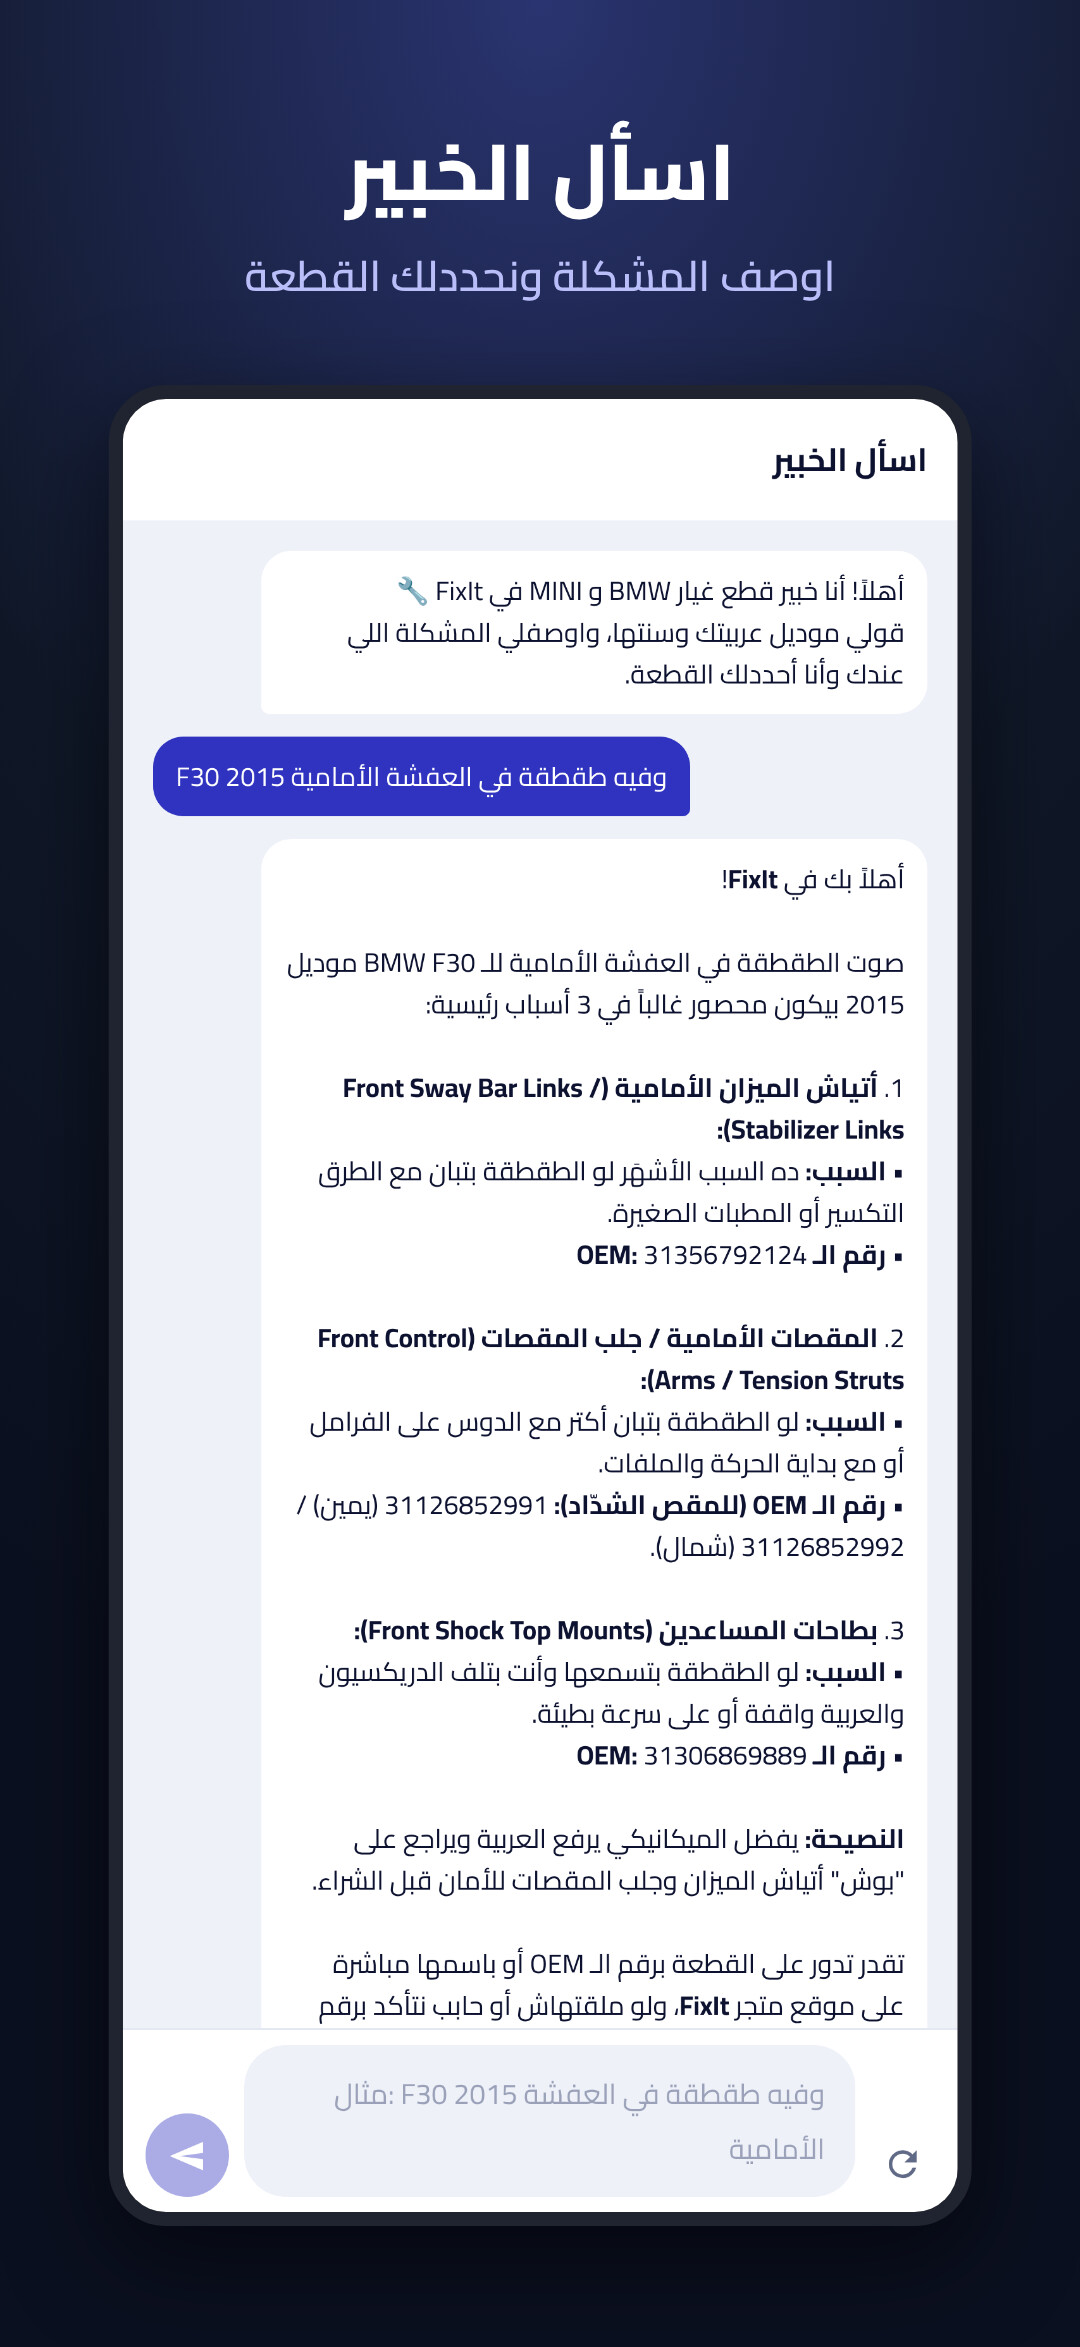 اسأل الخبير
اوصف المشكلة ونحددلك القطعة
اسأل الخبير
أهلاً! أنا خبير قطع غيار BMW و MINI في FixIt 🔧
قولي موديل عربيتك وسنتها، واوصفلي المشكلة اللي
عندك وأنا أحددلك القطعة.
وفيه طقطقة في العفشة الأمامية F30 2015
أهلاً بك في FixIt!
صوت الطقطقة في العفشة الأمامية للـ BMW F30 موديل
2015 بيكون محصور غالباً في 3 أسباب رئيسية:
1. أتياش الميزان الأمامية (Front Sway Bar Links /
Stabilizer Links):
▪ السبب: ده السبب الأشهَر لو الطقطقة بتبان مع الطرق
التكسير أو المطبات الصغيرة.
▪ رقم الـ OEM: 31356792124
2. المقصات الأمامية / جلب المقصات (Front Control
Arms / Tension Struts):
▪ السبب: لو الطقطقة بتبان أكتر مع الدوس على الفرامل
أو مع بداية الحركة والملفات.
▪ رقم الـ OEM (للمقص الشدّاد): 31126852991 (يمين) /
31126852992 (شمال).
3. بطاحات المساعدين (Front Shock Top Mounts):
▪ السبب: لو الطقطقة بتسمعها وأنت بتلف الدريكسيون
والعربية واقفة أو على سرعة بطيئة.
▪ رقم الـ OEM: 31306869889
النصيحة: يفضل الميكانيكي يرفع العربية ويراجع على
"بوش" أتياش الميزان وجلب المقصات للأمان قبل الشراء.
تقدر تدور على القطعة برقم الـ OEM أو باسمها مباشرة
على موقع متجر FixIt، ولو ملقتهاش أو حابب نتأكد برقم
وفيه طقطقة في العفشة F30 2015 :مثال
الأمامية